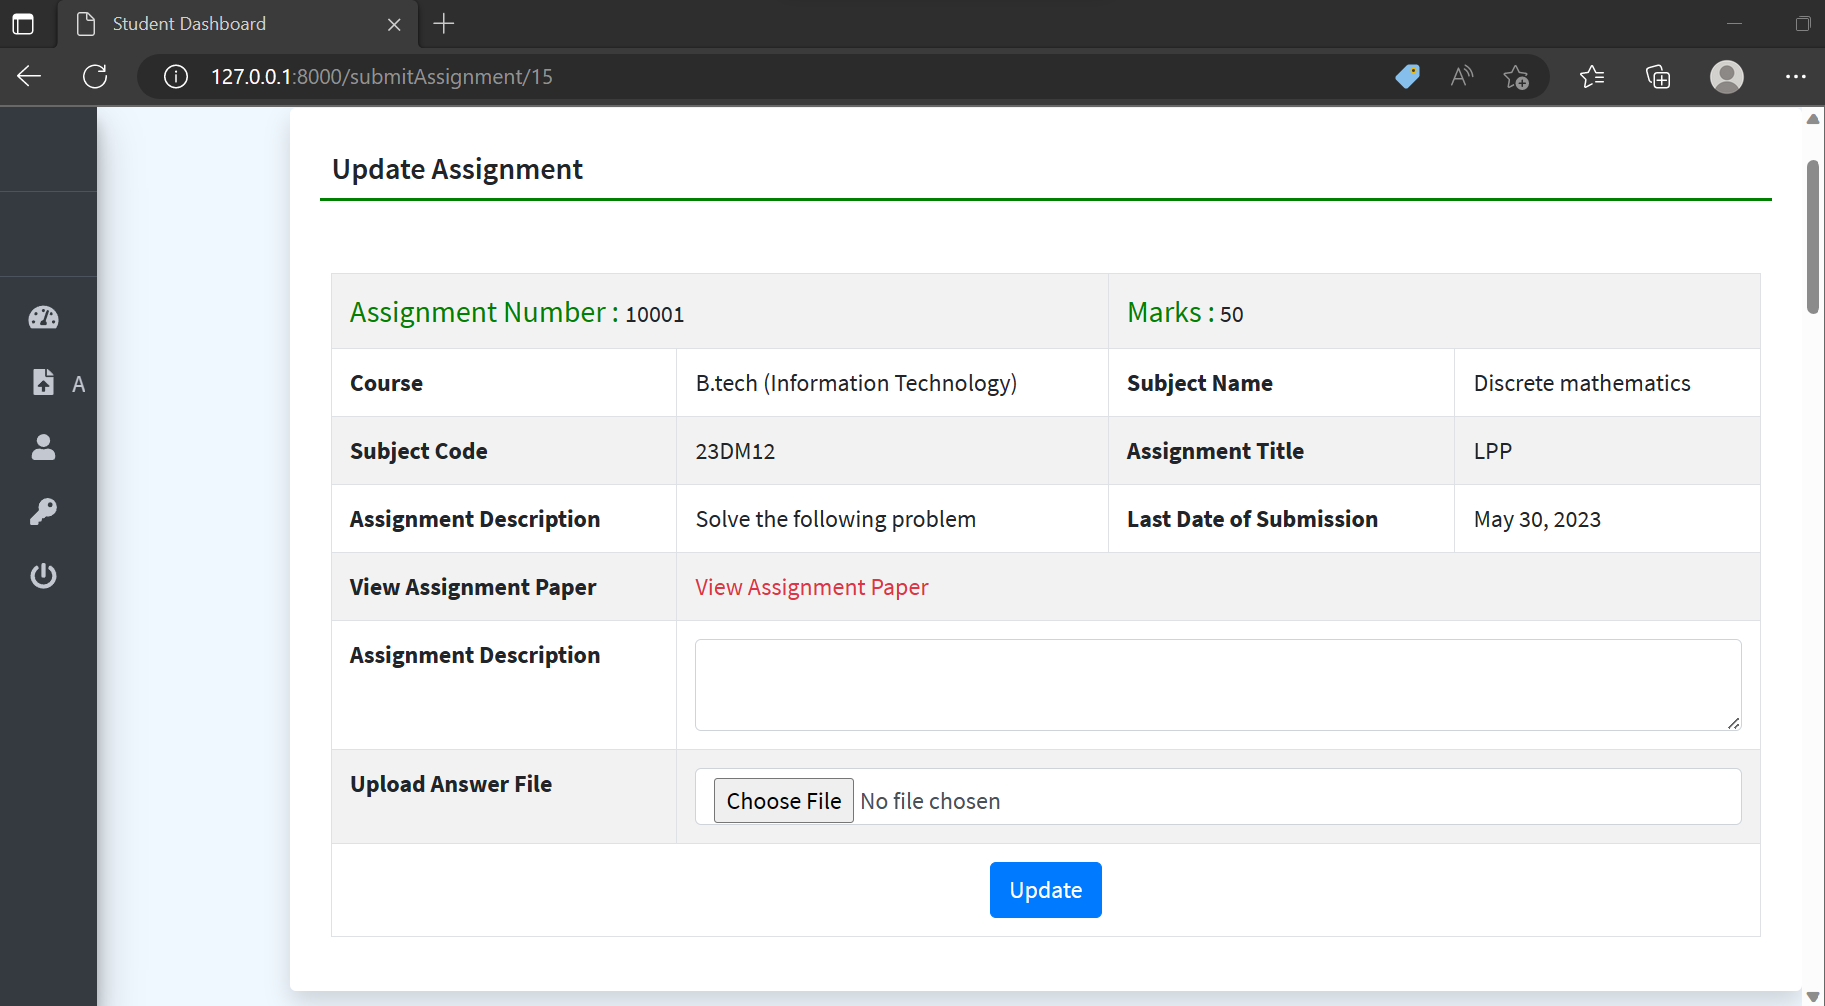 Student Dashboard
127.0.0.1:8000/submitAssignment/15
Update Assignment
Assignment Number : 10001 Marks : 50
Course B.tech (Information Technology) Subject Name Discrete mathematics
A
Subject Code 23DM12 Assignment Title LPP
Assignment Description Solve the following problem Last Date of Submission May 30, 2023
View Assignment Paper View Assignment Paper
Assignment Description
Upload Answer File Choose File No file chosen
Update